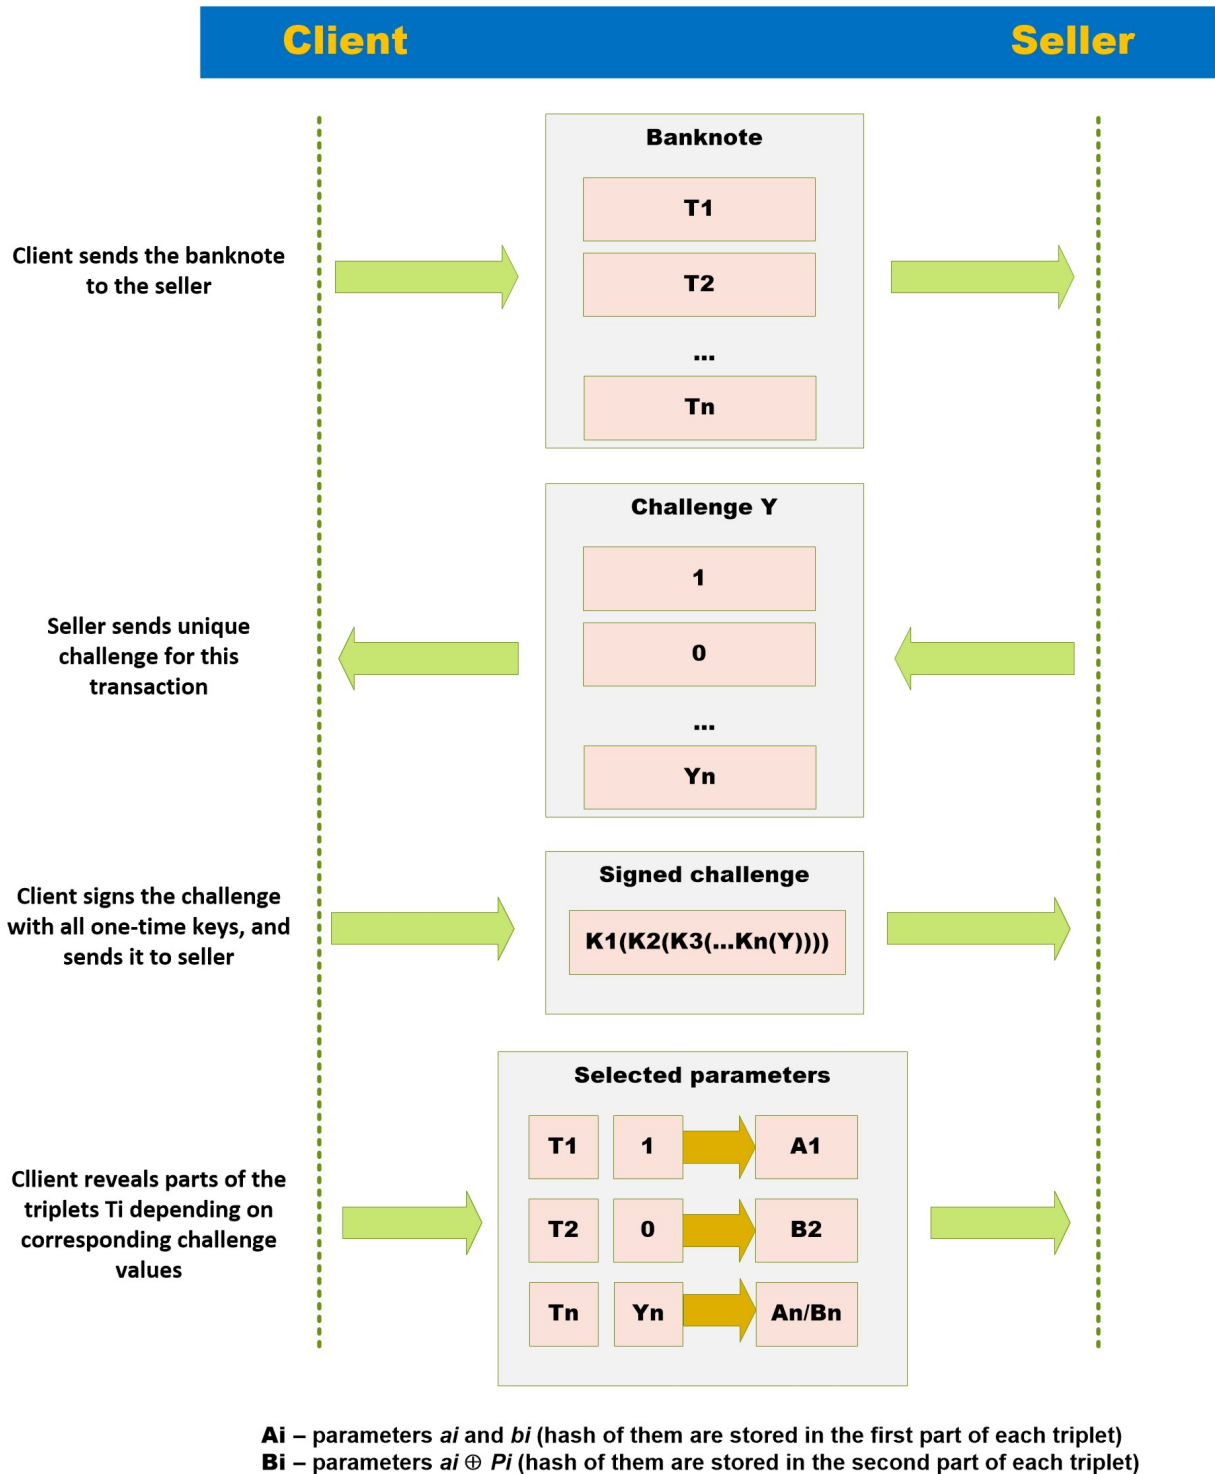 Client
Seller
Banknote
T1
Client sends the banknote
to the seller
T2
...
Tn
Challenge Y
1
Seller sends unique
challenge for this
transaction
0
...
Yn
Signed challenge
Client signs the challenge
with all one-time keys, and
sends it to seller
K1(K2(K3(...Kn(Y))))
Selected parameters
T1 1 A1
Cllient reveals parts of the
triplets Ti depending on
corresponding challenge
values
T2 0 B2
Tn Yn An/Bn
Ai – parameters ai and bi (hash of them are stored in the first part of each triplet)
Bi – parameters ai ⊕ Pi (hash of them are stored in the second part of each triplet)